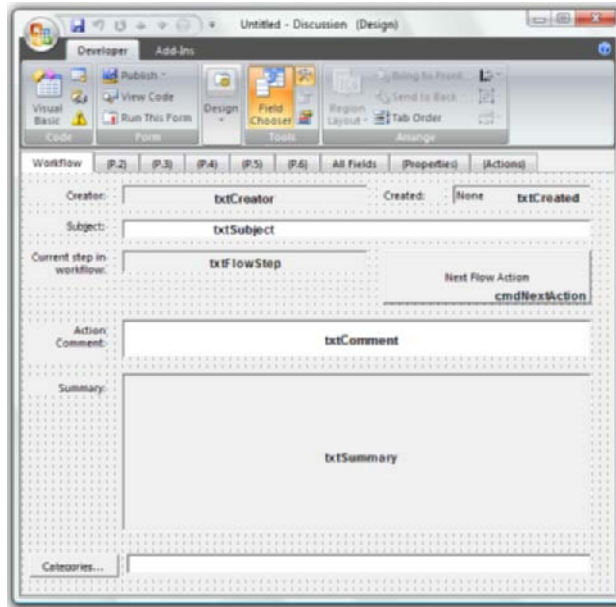 Untitled - Discussion (Design)
Developer Add-Ins
Visual Basic
Publish
View Code
Run This Form
Design
Field Chooser
Region Layout
Bring to Front
Send to Back
Tab Order
Code Form Tools Arrange
Workflow (P.2) (P.3) (P.4) (P.5) (P.6) All Fields (Properties) (Actions)
Creator: txtCreator Created: None txtCreated
Subject: txtSubject
Current step in workflow: txtFlowStep
Next Flow Action
cmdNextAction
Action Comment: txtComment
Summary: txtSummary
Categories...